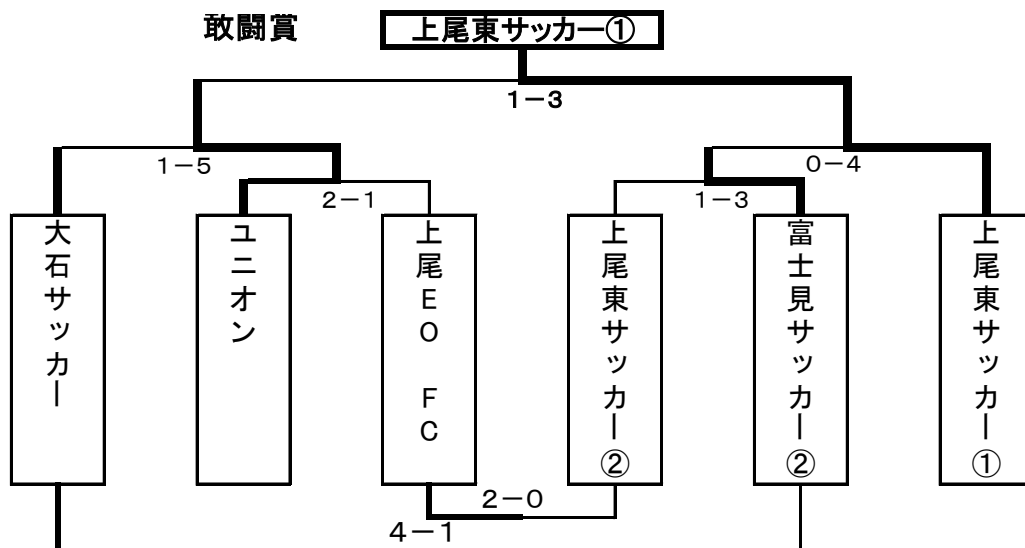 敢闘賞
上尾東サッカー①
1－3
1－5
0－4
2－1
1－3
大石サッカー
ユニオン
上尾EO FC
上尾東サッカー②
富士見サッカー②
上尾東サッカー①
2－0
4－1